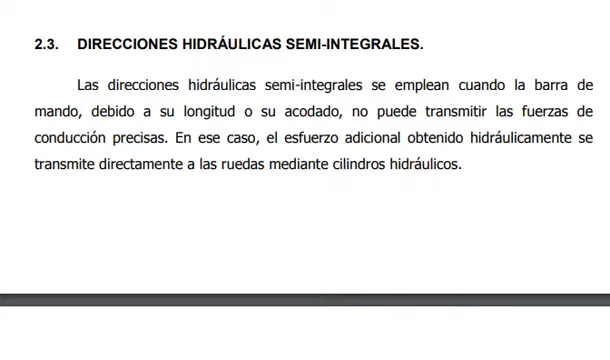 2.3. DIRECCIONES HIDRÁULICAS SEMI-INTEGRALES.
Las direcciones hidráulicas semi-integrales se emplean cuando la barra de
mando, debido a su longitud o su acodado, no puede transmitir las fuerzas de
conducción precisas. En ese caso, el esfuerzo adicional obtenido hidráulicamente se
transmite directamente a las ruedas mediante cilindros hidráulicos.